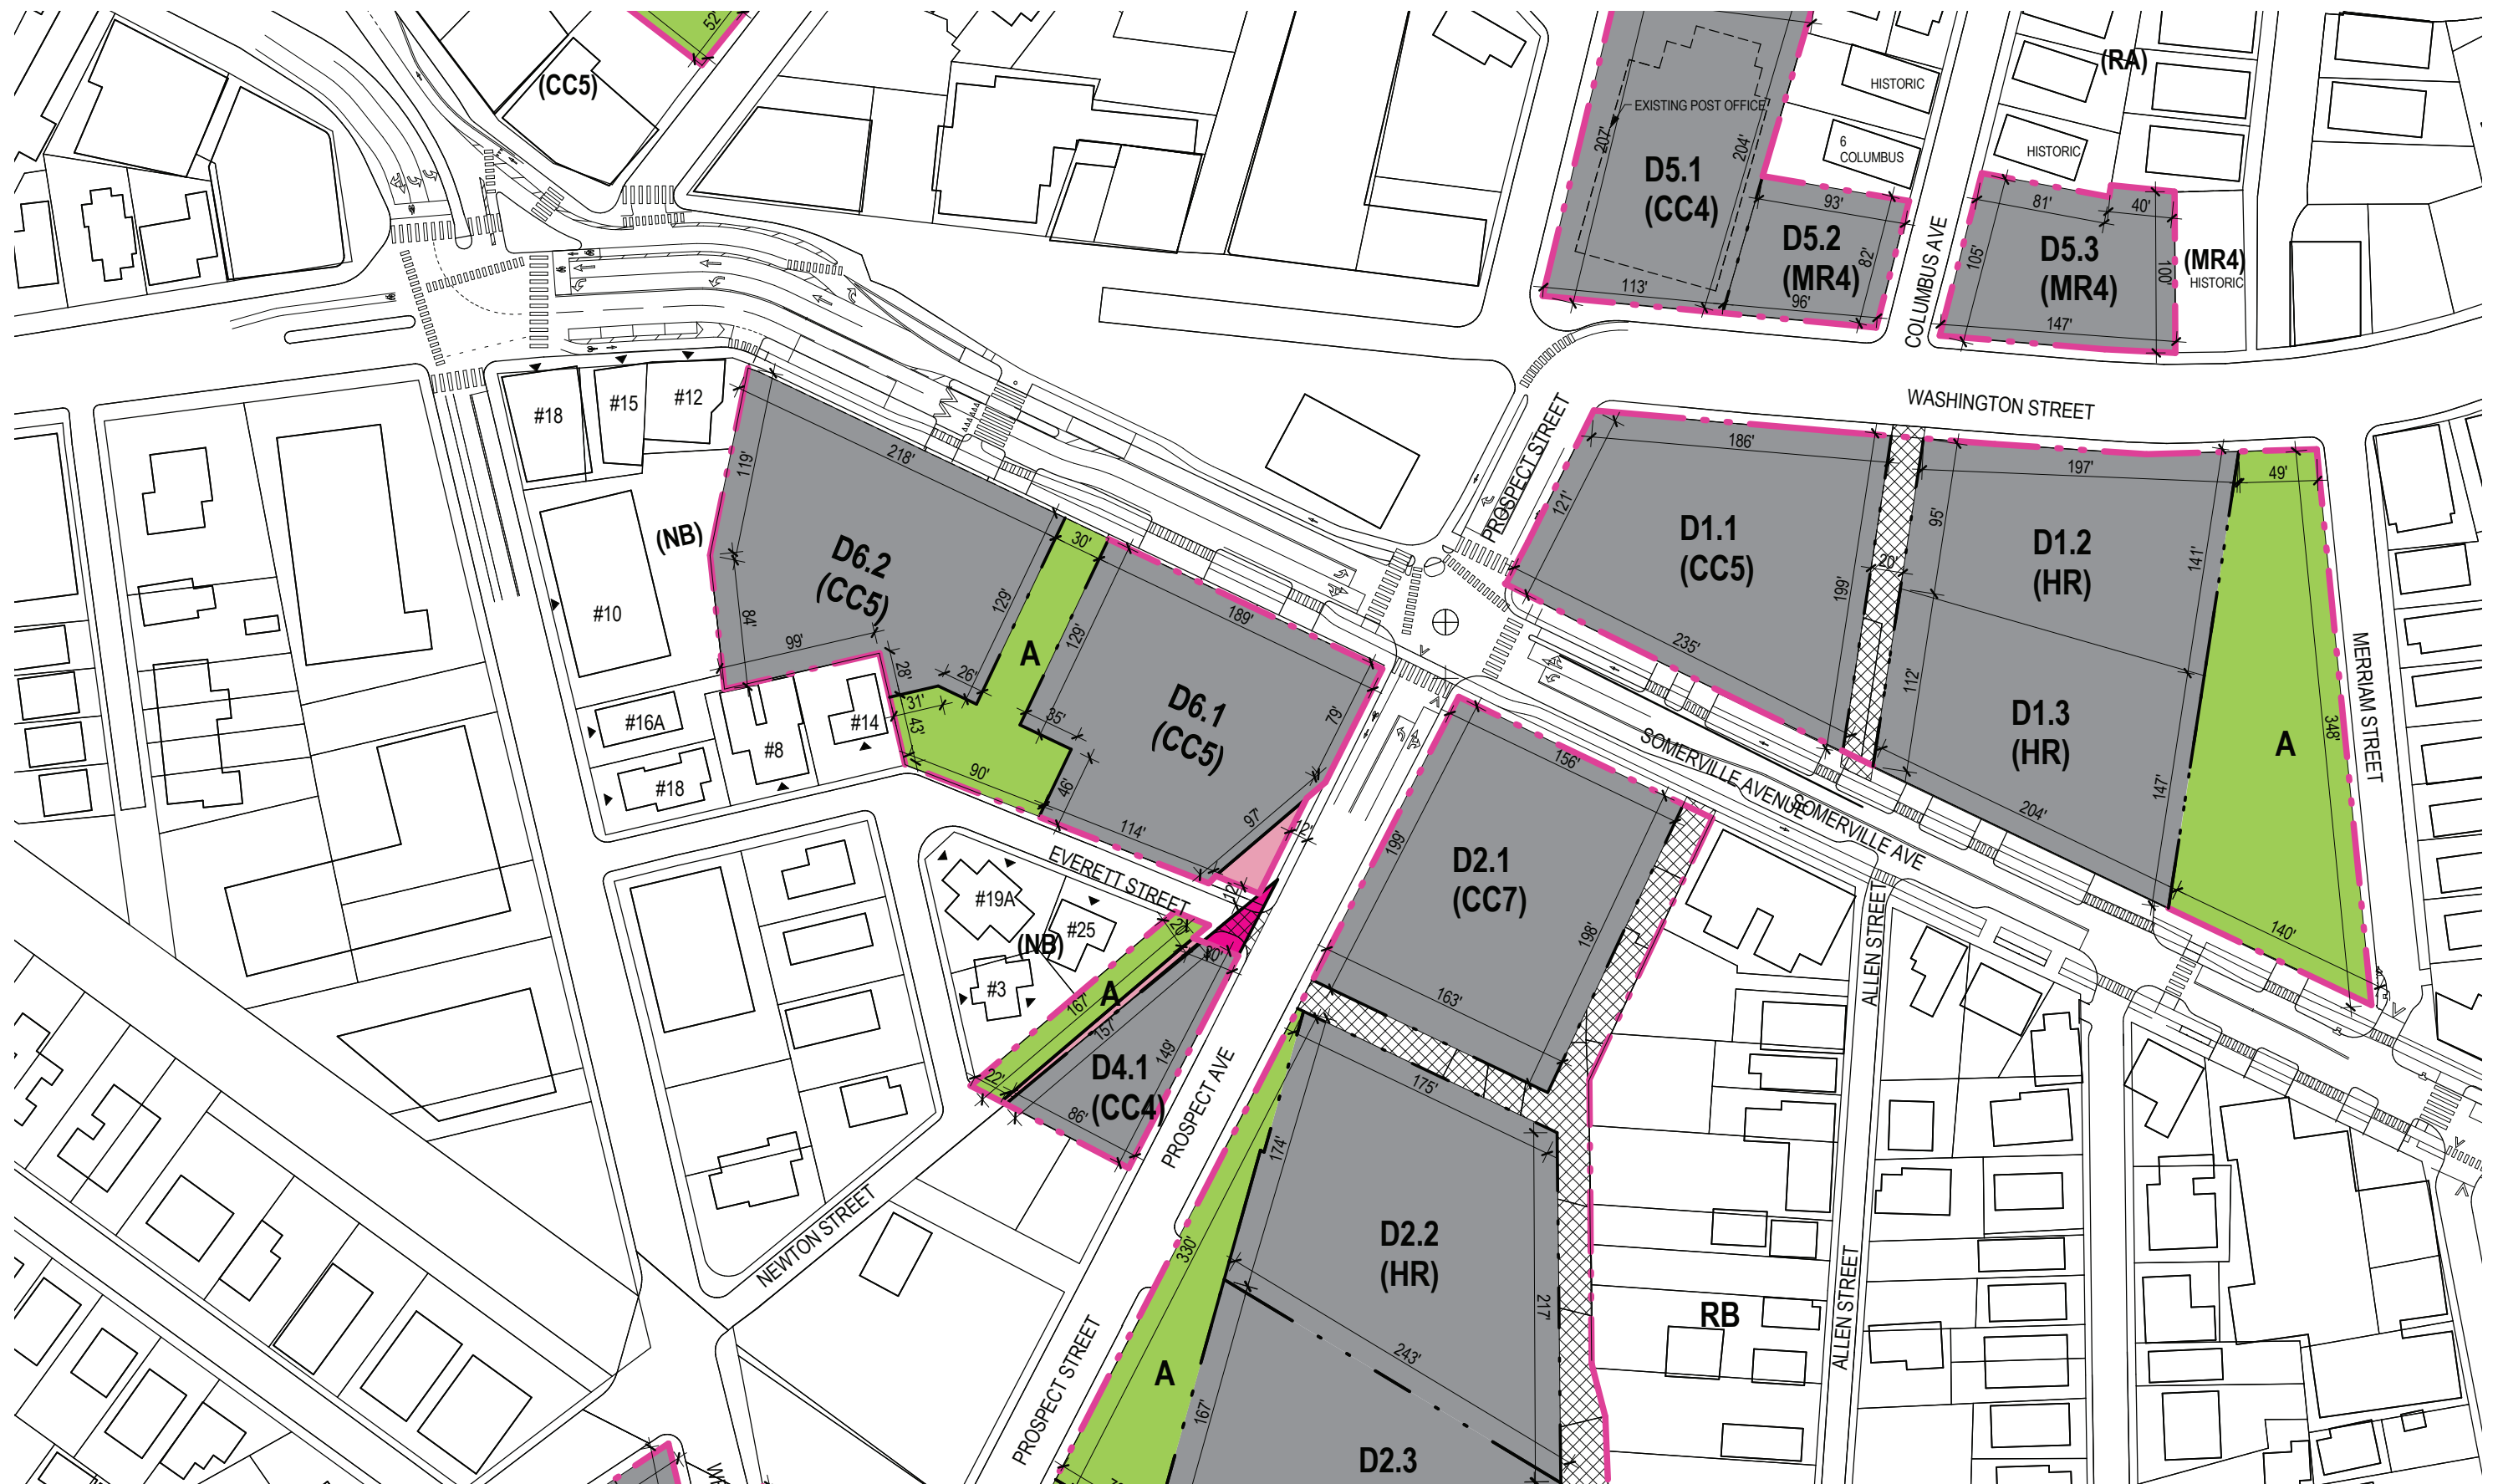 52'
(CC5)
(RA)
HISTORIC
EXISTING POST OFFICE
207'
204'
6
COLUMBUS
HISTORIC
D5.1
(CC4)
93'
81'
40'
D5.2
(MR4)
82'
COLUMBUS AVE
105'
D5.3
(MR4)
100'
(MR4)
HISTORIC
113'
96'
147'
#18
#15
#12
WASHINGTON STREET
PROSPECT STREET
PROSPECT STREET
119'
218'
186'
197'
49'
121'
95'
D1.1
(CC5)
D1.2
(HR)
141'
(NB)
D6.2
(CC5)
30'
129'
129'
189'
199'
20'
#10
84'
99'
A
28'
26'
235'
112'
MERRIAM STREET
31'
35'
D6.1
(CC5)
79'
D1.3
(HR)
A
348'
#16A
#14
43'
#8
#18
90'
46'
156'
SOMERVILLE AVENUE
SOMERVILLE AVE
147'
204'
114'
97'
12'
199'
D2.1
(CC7)
EVERETT STREET
#19A
12'
20'
#25
(NB)
30'
198'
140'
ALLEN STREET
#3
A
167'
157'
163'
149'
22'
D4.1
(CC4)
86'
PROSPECT AVE
175'
174'
NEWTON STREET
330'
D2.2
(HR)
217'
RB
ALLEN STREET
PROSPECT STREET
243'
A
167'
D2.3